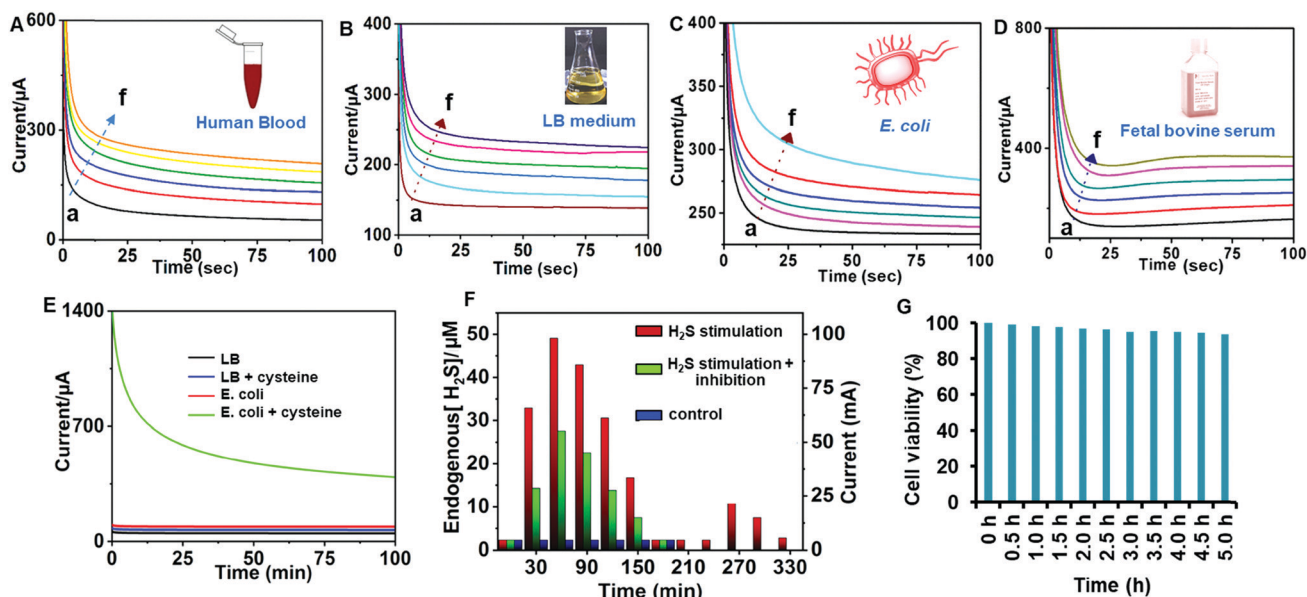 A
600
300
0
Current/µA
f
a
Human Blood
0 25 50 75 100
Time (sec)
B
400
350
300
250
200
150
100
Current/µA
f
a
LB medium
0 25 50 75 100
Time (sec)
C
400
350
300
250
Current/µA
f
a
E. coli
0 25 50 75 100
Time (sec)
D
800
400
0
Current/µA
f
a
Fetal bovine serum
0 25 50 75 100
Time (sec)
E
1400
700
0
Current/µA
LB
LB + cysteine
E. coli
E. coli + cysteine
0 25 50 75 100
Time (min)
F
50
40
30
20
10
0
Endogenous[ H₂S]/ µM
H₂S stimulation
H₂S stimulation +
inhibition
control
100
75
50
25
0
Current (mA)
30 90 150 210 270 330
Time (min)
G
100
80
60
40
20
0
Cell viability (%)
0 h
0.5 h
1.0 h
1.5 h
2.0 h
2.5 h
3.0 h
3.5 h
4.0 h
4.5 h
5.0 h
Time (h)